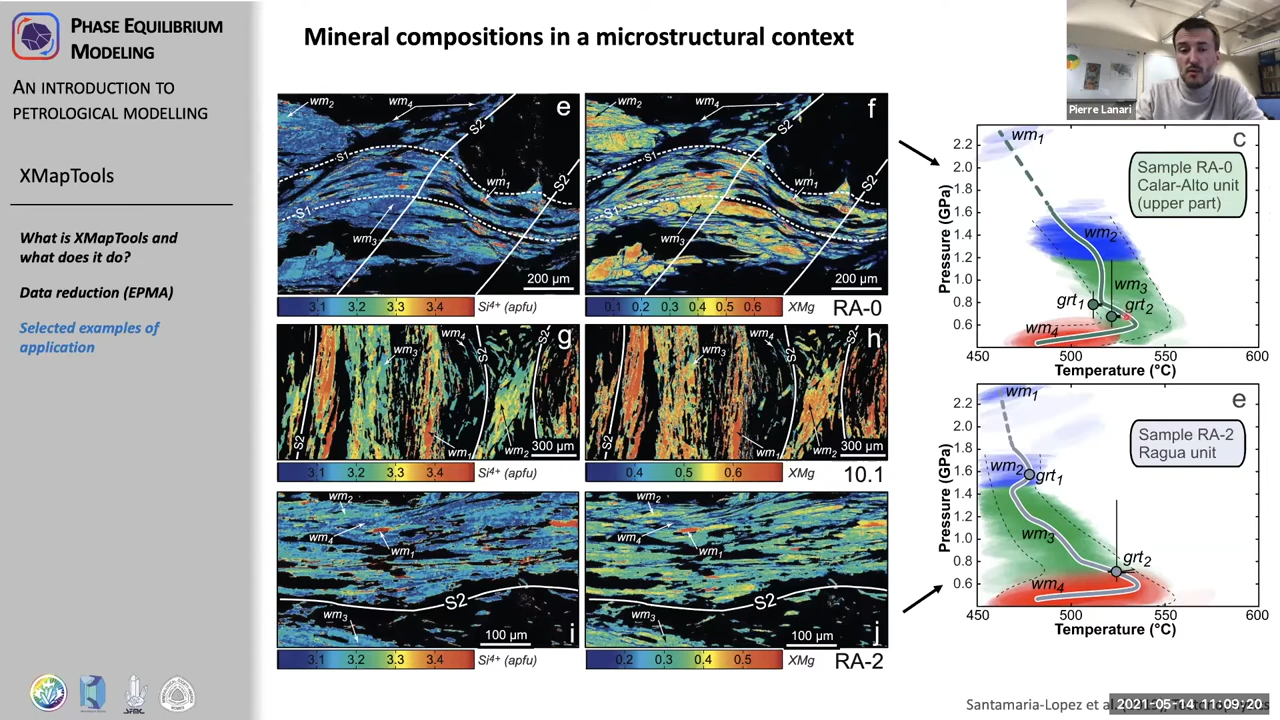 PHASE EQUILIBRIUM
MODELING
AN INTRODUCTION TO
PETROLOGICAL MODELLING
XMapTools
What is XMapTools and
what does it do?
Data reduction (EPMA)
Selected examples of
application
Mineral compositions in a microstructural context
Pierre Lanari
wm2
wm4
e
S2
S1
wm1
S2
S1
wm3
200 µm
3.1 3.2 3.3 3.4 Si4+ (apfu)
wm2
wm4
f
S2
S1
wm1
S2
S1
wm3
200 µm
0.1 0.2 0.3 0.4 0.5 0.6 XMg RA-0
g
wm4
S2
wm3
S2
wm1
wm2
300 µm
3.1 3.2 3.3 3.4 Si4+ (apfu)
h
wm4
S2
wm3
S2
wm1
wm2
300 µm
0.4 0.5 0.6 XMg 10.1
wm2
wm4
wm1
S2
wm3
100 µm
i
3.1 3.2 3.3 3.4 Si4+ (apfu)
wm2
wm4
wm1
S2
wm3
100 µm
j
0.2 0.3 0.4 0.5 XMg RA-2
c
Sample RA-0
Calar-Alto unit
(upper part)
wm1
wm2
wm3
grt1
grt2
wm4
Pressure (GPa)
2.2
2.0
1.8
1.6
1.4
1.2
1.0
0.8
0.6
450 500 550 600
Temperature (°C)
e
Sample RA-2
Ragua unit
wm1
wm2
grt1
wm3
grt2
wm4
Pressure (GPa)
2.2
2.0
1.8
1.6
1.4
1.2
1.0
0.8
0.6
450 500 550 600
Temperature (°C)
Santamaria-Lopez et al.
2021-05-14 11:09:20